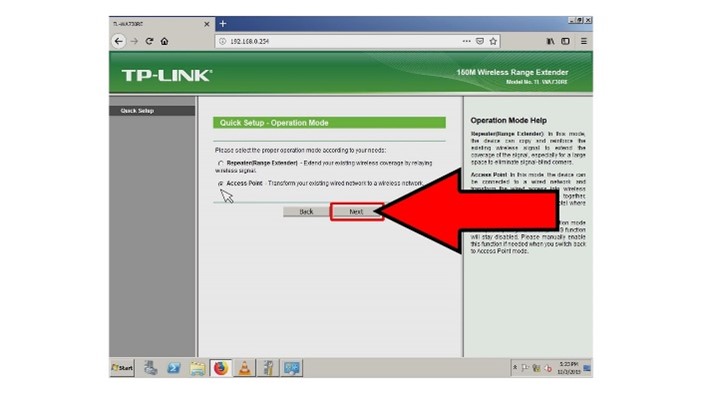 TL-WA730RE
192.168.0.254
TP-LINK
150M Wireless Range Extender
Model No. TL-WA730RE
Quick Setup
Quick Setup - Operation Mode
Please select the proper operation mode according to your needs:
Repeater(Range Extender) - Extend your existing wireless coverage by relaying
wireless signal.
Access Point - Transform your existing wired network to a wireless network.
Back
Next
Operation Mode Help
Repeater(Range Extender): In this mode,
the device can copy and reinforce the
existing wireless signal to extend the
coverage of the signal, especially for a large
space to eliminate signal-blind corners.
Access Point: In this mode, the device can
be connected to a wired network and
transform the wired access into wireless
together,
where
mode
function
will stay disabled. Please manually enable
this function if needed when you switch back
to Access Point mode.
Start
5:35 PM